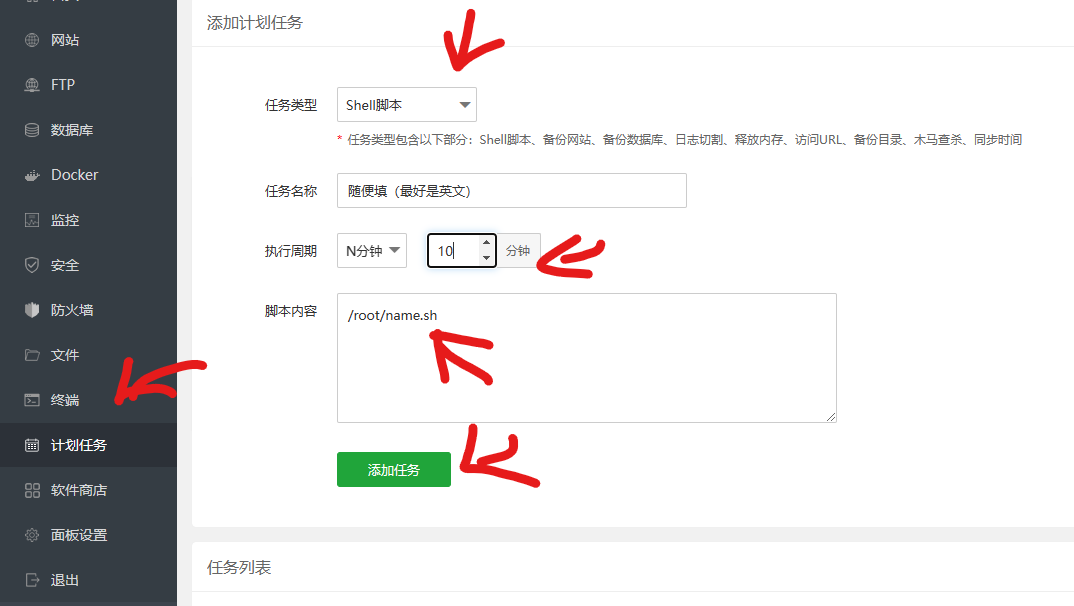 网站
FTP
数据库
Docker
监控
安全
防火墙
文件
终端
计划任务
软件商店
面板设置
退出
添加计划任务
任务类型
Shell脚本
* 任务类型包含以下部分：Shell脚本、备份网站、备份数据库、日志切割、释放内存、访问URL、备份目录、木马查杀、同步时间
任务名称
随便填（最好是英文）
执行周期
N分钟
10
分钟
脚本内容
/root/name.sh
添加任务
任务列表